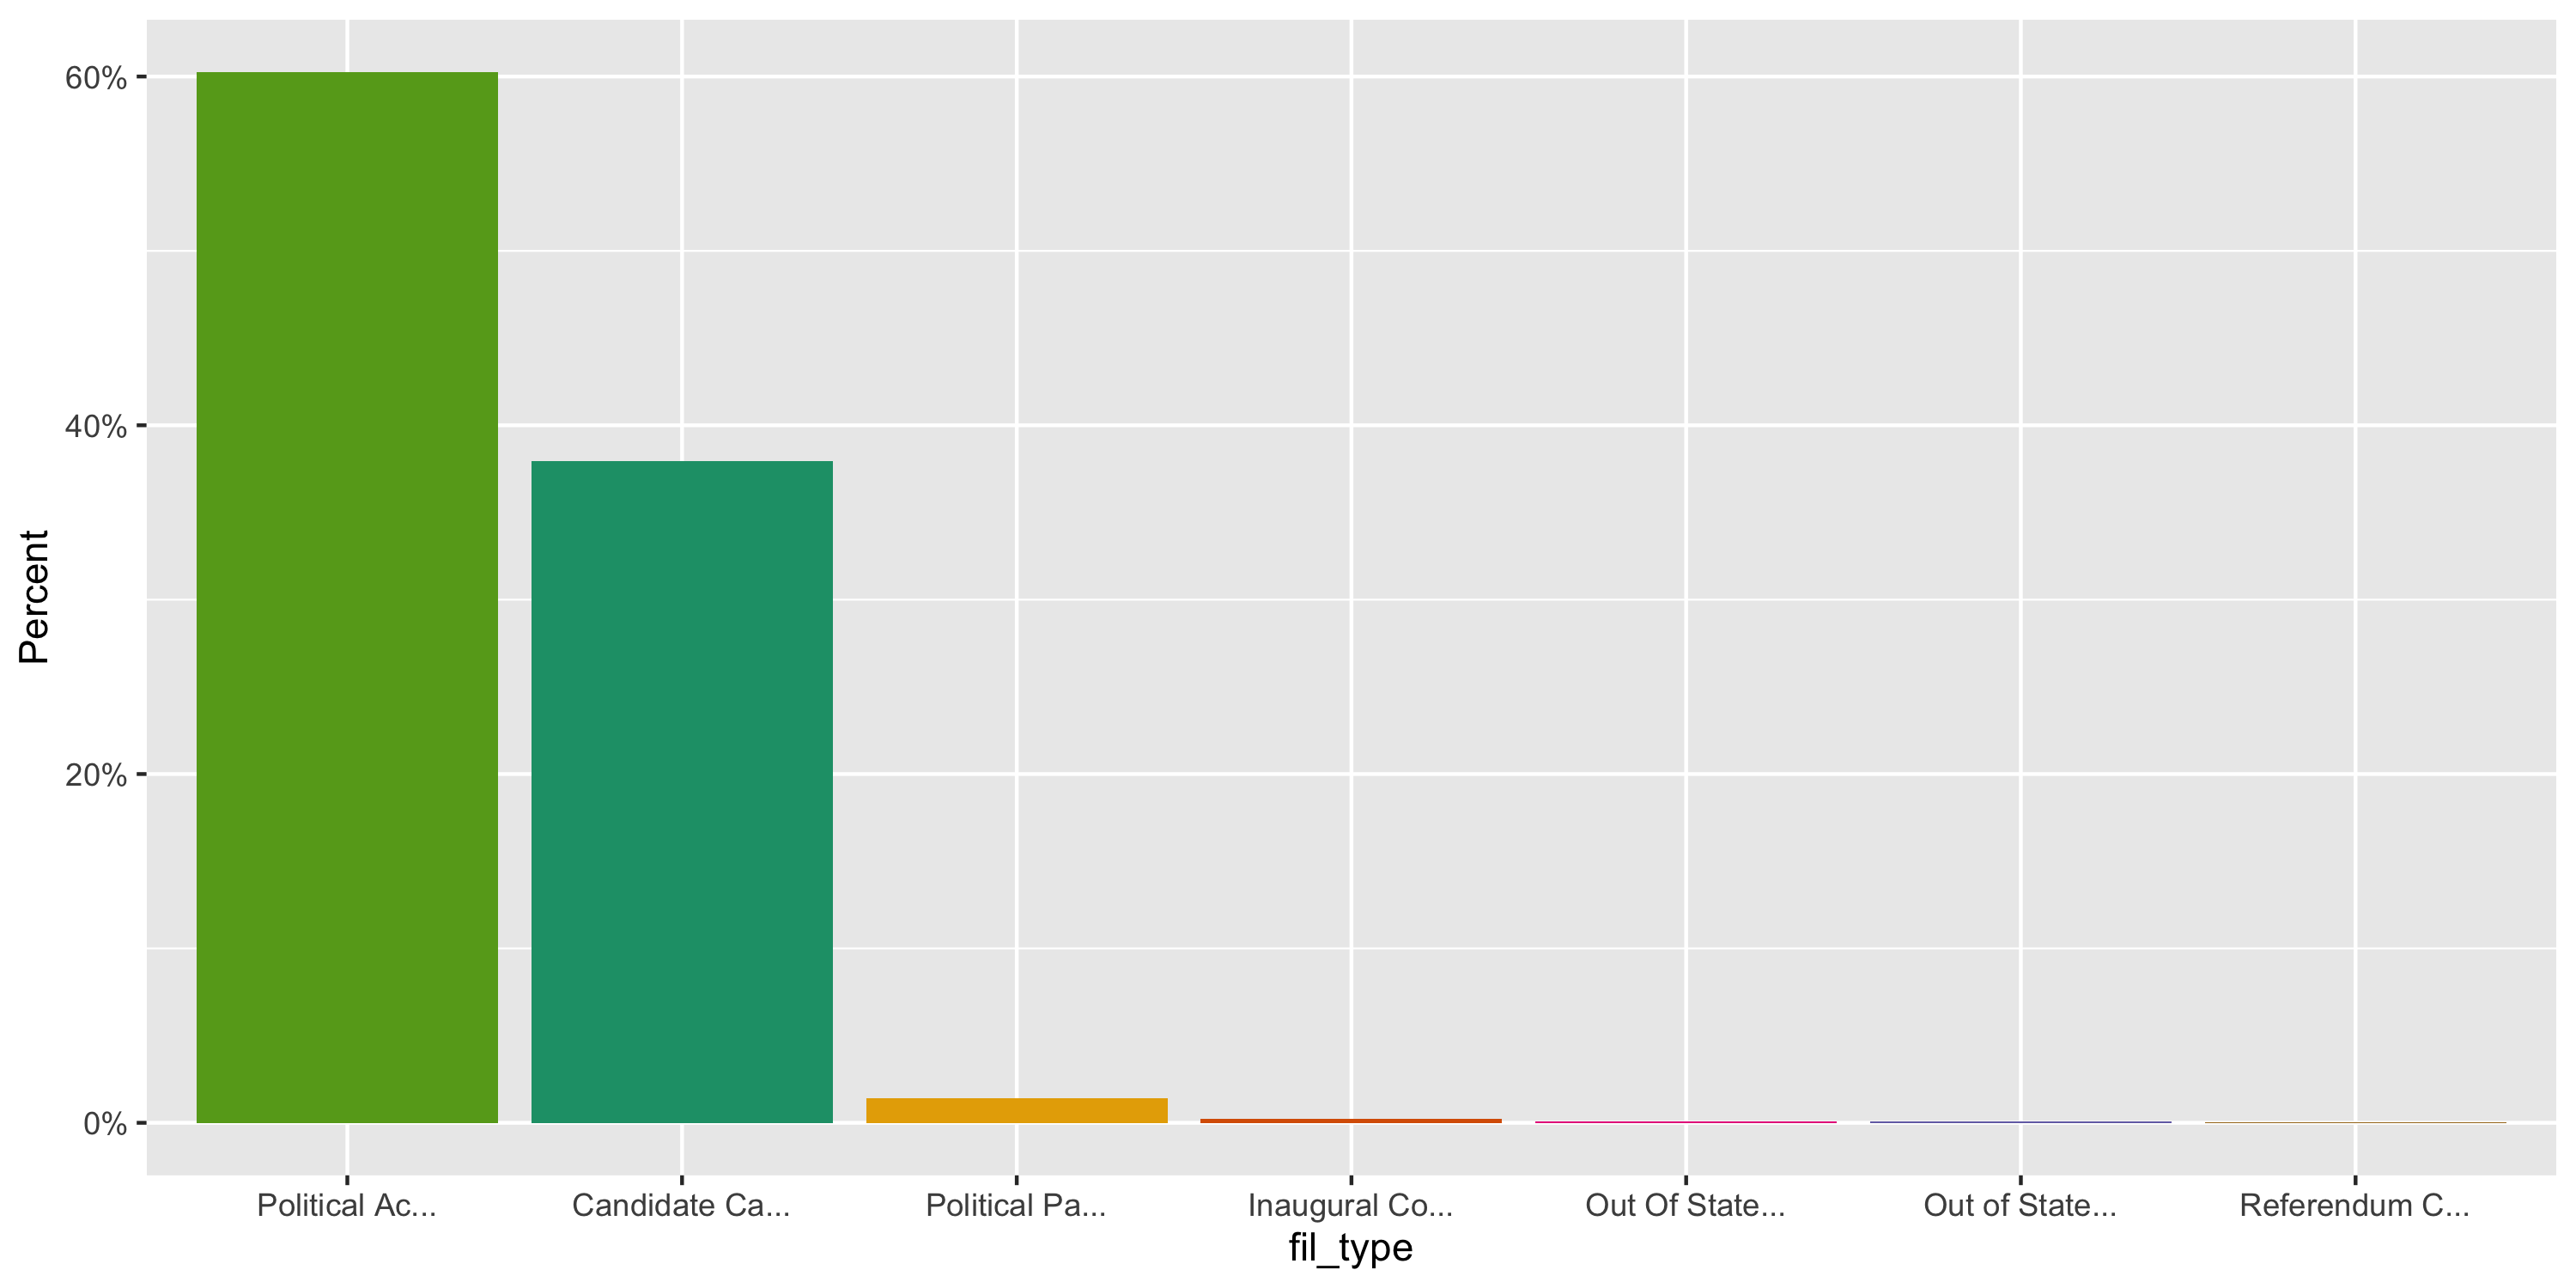 60%
40%
20%
0%
Percent
Political Ac...
Candidate Ca...
Political Pa...
Inaugural Co...
Out Of State...
Out of State...
Referendum C...
fil_type